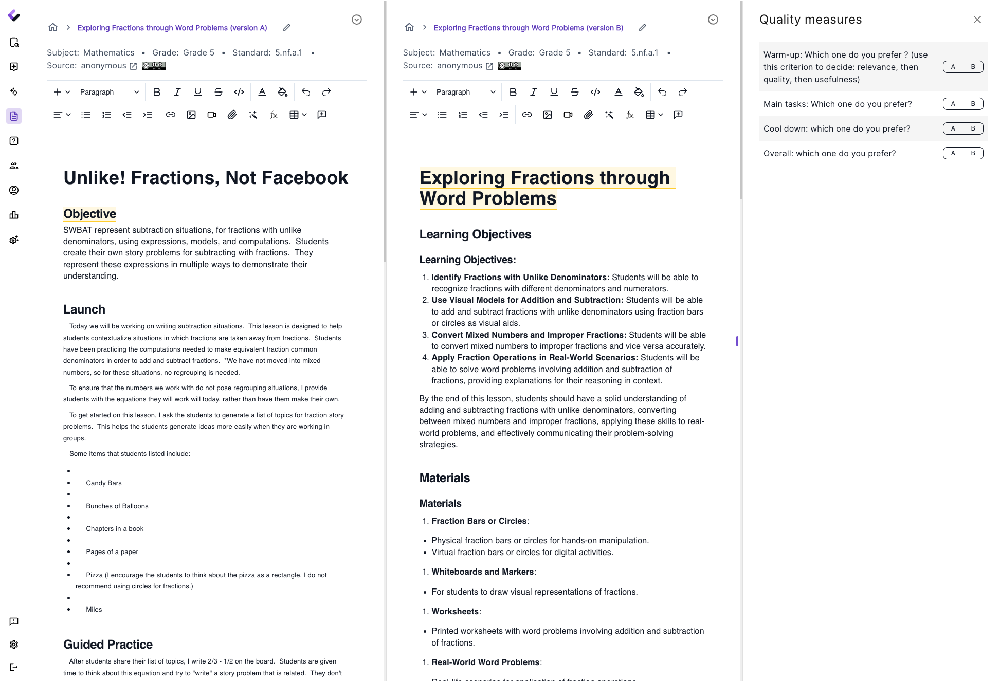 Exploring Fractions through Word Problems (version A)
Subject: Mathematics • Grade: Grade 5 • Standard: 5.nf.a.1 •
Source: anonymous
Paragraph
Unlike! Fractions, Not Facebook
Objective
SWBAT represent subtraction situations, for fractions with unlike
denominators, using expressions, models, and computations.  Students
create their own story problems for subtracting with fractions.  They
represent these expressions in multiple ways to demonstrate their
understanding.
Launch
Today we will be working on writing subtraction situations.  This lesson is designed to help
students contextualize situations in which fractions are taken away from fractions.  Students
have been practicing the computations needed to make equivalent fraction common
denominators in order to add and subtract fractions.  *We have not moved into mixed
numbers, so for these situations, no regrouping is needed.
To ensure that the numbers we work with do not pose regrouping situations, I provide
students with the equations they will work will today, rather than have them make their own.
To get started on this lesson, I ask the students to generate a list of topics for fraction story
problems.  This helps the students generate ideas more easily when they are working in
groups.
Some items that students listed include:
•
• Candy Bars
•
• Bunches of Balloons
•
• Chapters in a book
•
• Pages of a paper
•
• Pizza (I encourage the students to think about the pizza as a rectangle. I do not
recommend using circles for fractions.)
•
• Miles
Guided Practice
After students share their list of topics, I write 2/3 - 1/2 on the board.  Students are given
time to think about this equation and try to "write" a story problem that is related.  They don't
Exploring Fractions through Word Problems (version B)
Subject: Mathematics • Grade: Grade 5 • Standard: 5.nf.a.1 •
Source: anonymous
Paragraph
Exploring Fractions through
Word Problems
Learning Objectives
Learning Objectives:
1. Identify Fractions with Unlike Denominators: Students will be able to
recognize fractions with different denominators and numerators.
2. Use Visual Models for Addition and Subtraction: Students will be able
to add and subtract fractions with unlike denominators using fraction bars
or circles as visual aids.
3. Convert Mixed Numbers and Improper Fractions: Students will be able
to convert mixed numbers to improper fractions and vice versa accurately.
4. Apply Fraction Operations in Real-World Scenarios: Students will be
able to solve word problems involving addition and subtraction of
fractions, providing explanations for their reasoning in context.
By the end of this lesson, students should have a solid understanding of
adding and subtracting fractions with unlike denominators, converting
between mixed numbers and improper fractions, applying these skills to real-
world problems, and effectively communicating their problem-solving
strategies.
Materials
Materials
1. Fraction Bars or Circles:
• Physical fraction bars or circles for hands-on manipulation.
• Virtual fraction bars or circles for digital activities.
1. Whiteboards and Markers:
• For students to draw visual representations of fractions.
1. Worksheets:
• Printed worksheets with word problems involving addition and subtraction
of fractions.
1. Real-World Word Problems:
Quality measures
Warm-up: Which one do you prefer ? (use
this criterion to decide: relevance, then
quality, then usefulness)
A B
Main tasks: Which one do you prefer?
A B
Cool down: which one do you prefer?
A B
Overall: which one do you prefer?
A B